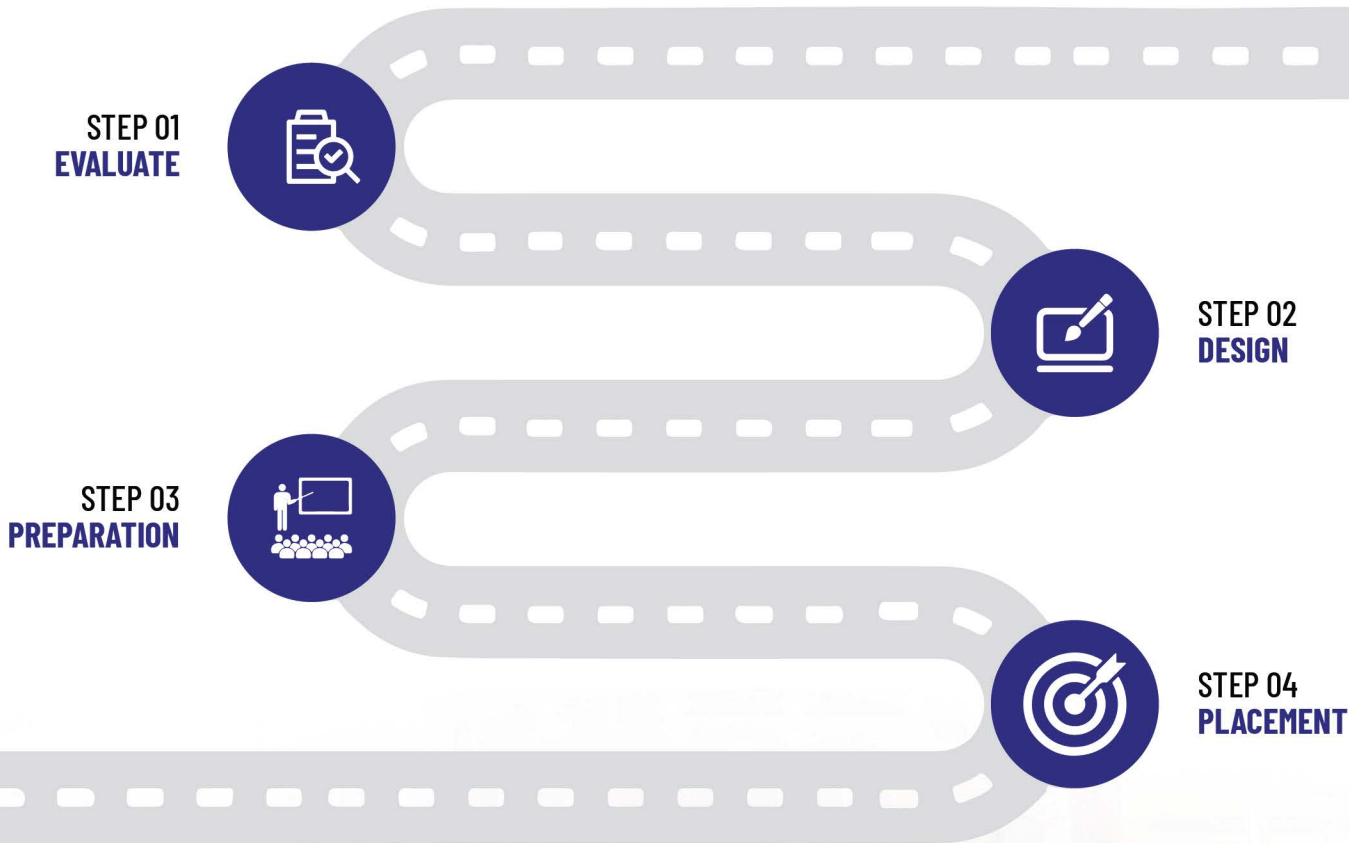 STEP 01
EVALUATE
STEP 02
DESIGN
STEP 03
PREPARATION
STEP 04
PLACEMENT